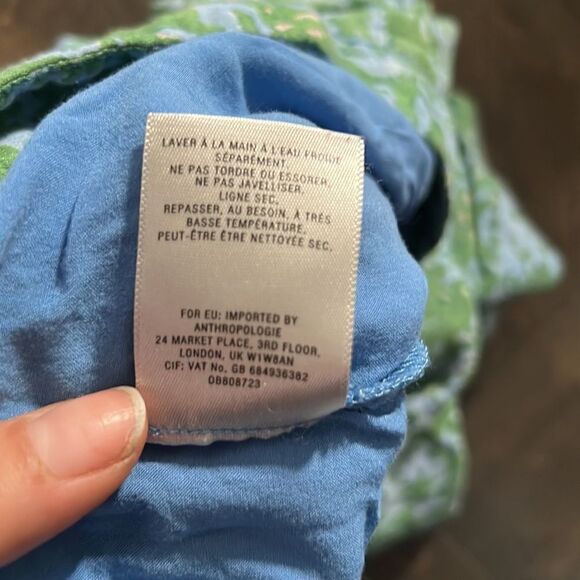 LAVER À LA MAIN À L'EAU FROIDE
SÉPARÉMENT.
NE PAS TORDRE OU ESSORER,
NE PAS JAVELLISER.
LIGNE SEC.
REPASSER, AU BESOIN, À TRÈS
BASSE TEMPERATURE.
PEUT-ÊTRE ÊTRE NETTOYÉE SEC.
FOR EU: IMPORTED BY
ANTHROPOLOGIE
24 MARKET PLACE, 3RD FLOOR,
LONDON, UK W1W8AN
CIF: VAT No. GB 684936382
OB808723